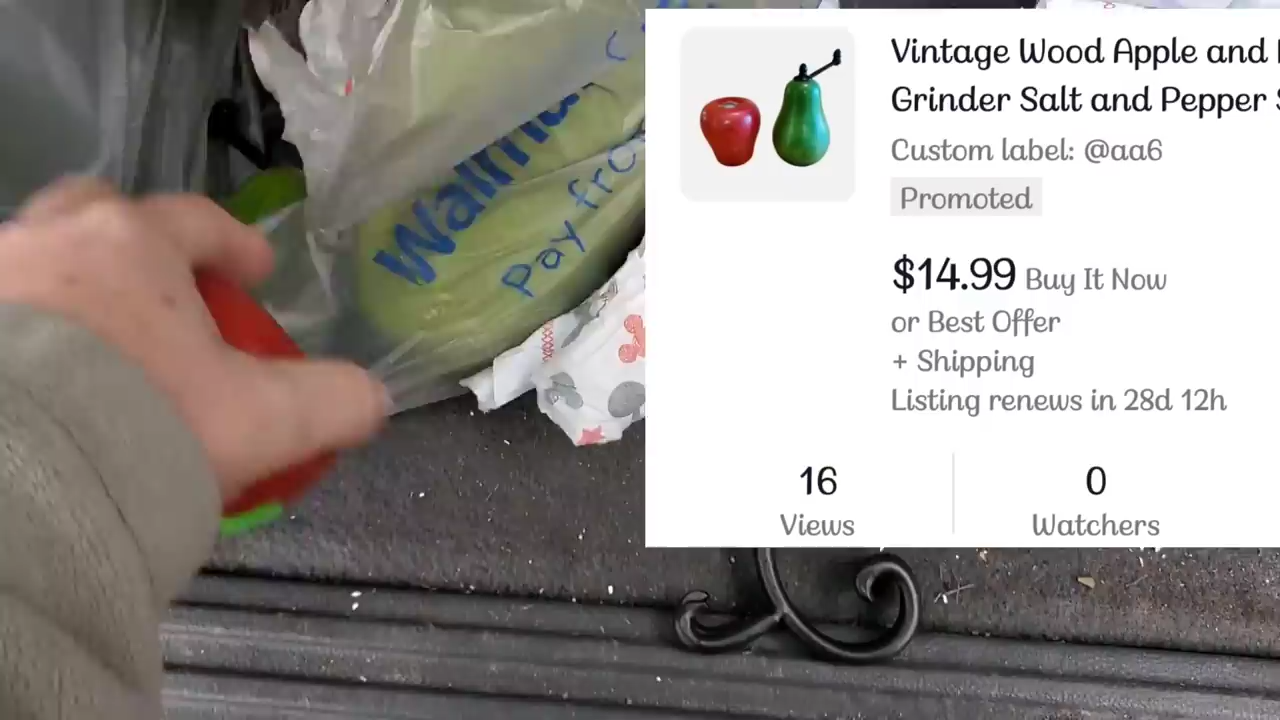 Walma
Pay fro
Vintage Wood Apple and
Grinder Salt and Pepper
Custom label: @aa6
Promoted
$14.99 Buy It Now
or Best Offer
+ Shipping
Listing renews in 28d 12h
16
0
Views
Watchers